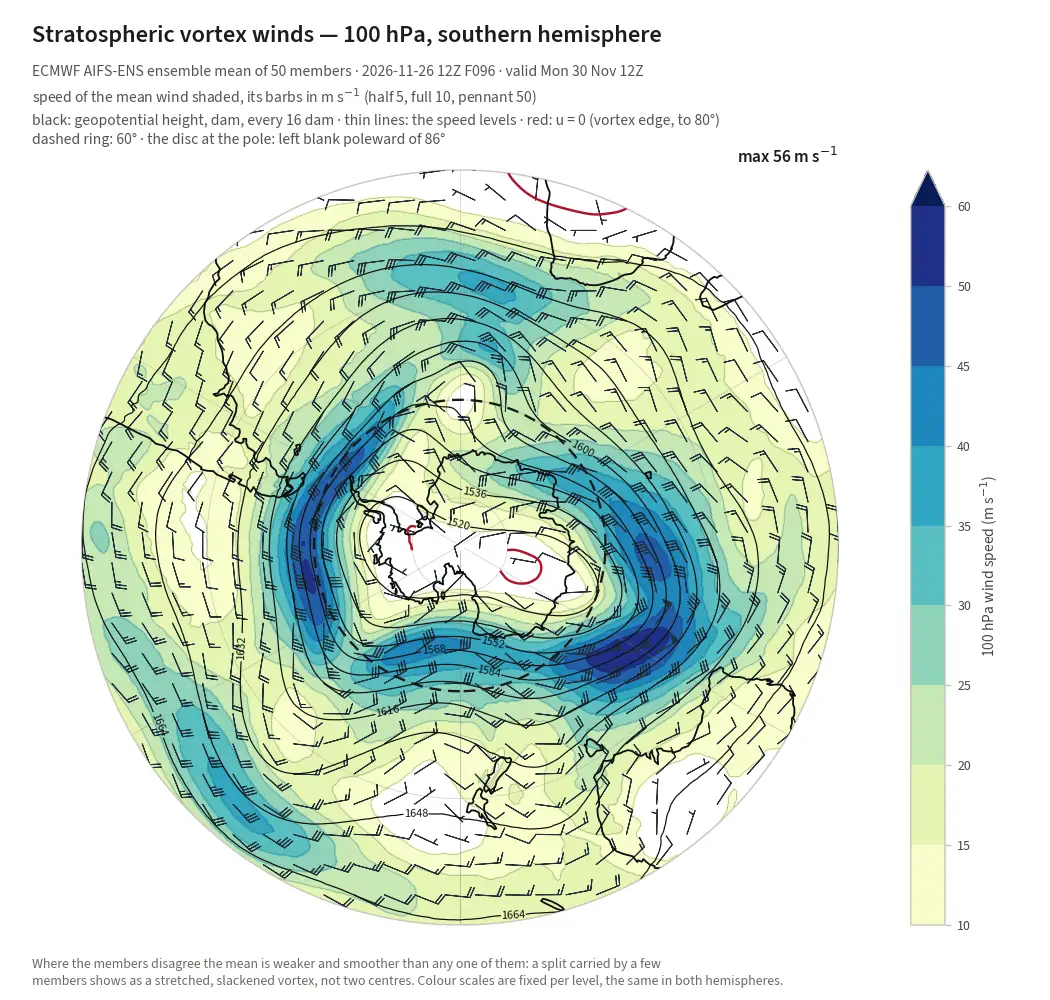 Stratospheric vortex winds — 100 hPa, southern hemisphere
ECMWF AIFS-ENS ensemble mean of 50 members · 2026-11-26 12Z F096 · valid Mon 30 Nov 12Z
speed of the mean wind shaded, its barbs in m s⁻¹ (half 5, full 10, pennant 50)
black: geopotential height, dam, every 16 dam · thin lines: the speed levels · red: u = 0 (vortex edge, to 80°)
dashed ring: 60° · the disc at the pole: left blank poleward of 86°
max 56 m s⁻¹
60
50
45
40
35
30
25
20
15
10
100 hPa wind speed (m s⁻¹)
1600
1536
1520
1552
1568
1584
1632
1616
1664
1648
1664
Where the members disagree the mean is weaker and smoother than any one of them: a split carried by a few
members shows as a stretched, slackened vortex, not two centres. Colour scales are fixed per level, the same in both hemispheres.